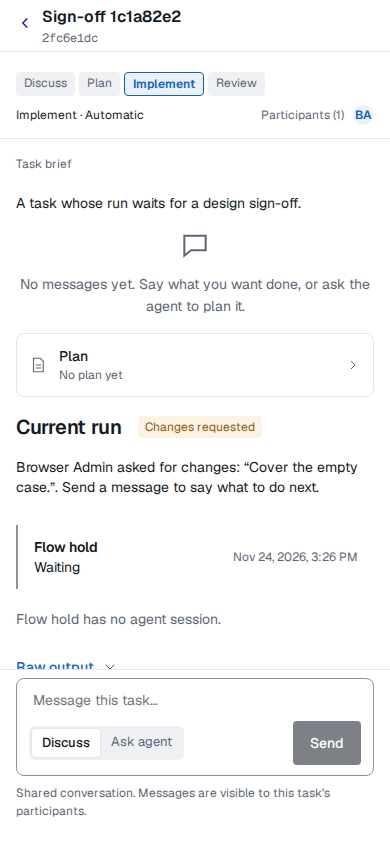 Sign-off 1c1a82e2
2fc6e1dc
Discuss
Plan
Implement
Review
Implement · Automatic
Participants (1)
BA
Task brief
A task whose run waits for a design sign-off.
No messages yet. Say what you want done, or ask the
agent to plan it.
Plan
No plan yet
Current run
Changes requested
Browser Admin asked for changes: “Cover the empty
case.”. Send a message to say what to do next.
Flow hold
Waiting
Nov 24, 2026, 3:26 PM
Flow hold has no agent session.
Raw output
Message this task...
Discuss
Ask agent
Send
Shared conversation. Messages are visible to this task's
participants.